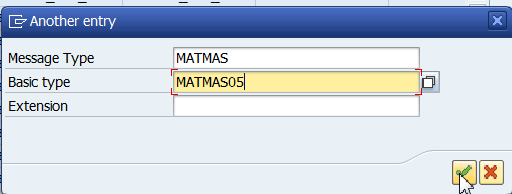 Another entry
Message Type MATMAS
Basic type MATMAS05
Extension